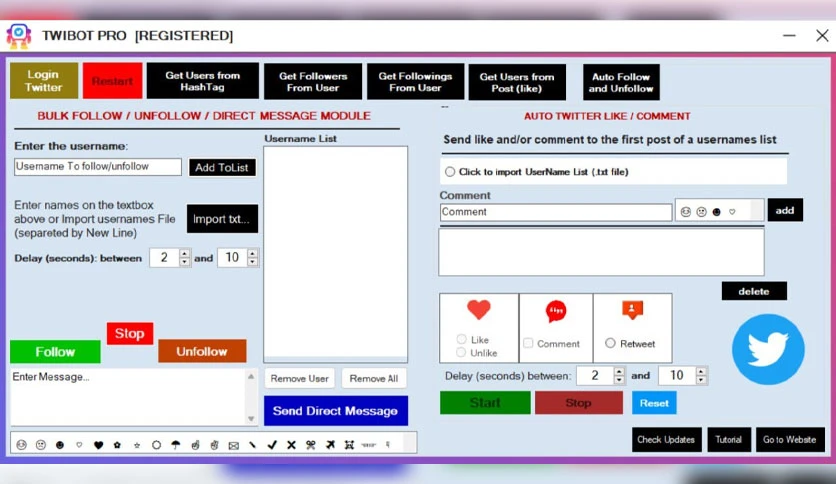 TWIBOT PRO [REGISTERED]
Login
Twitter
Restart
Get Users from
HashTag
Get Followers
From User
Get Followings
From User
Get Users from
Post (like)
Auto Follow
and Unfollow
BULK FOLLOW / UNFOLLOW / DIRECT MESSAGE MODULE
Enter the username:
Username To follow/unfollow
Add ToList
Enter names on the textbox
above or Import usernames File
(separeted by New Line)
Import txt...
Delay (seconds): between 2 and 10
Stop
Follow
Unfollow
Enter Message...
Username List
Remove User
Remove All
Send Direct Message
AUTO TWITTER LIKE / COMMENT
Send like and/or comment to the first post of a usernames list
Click to import UserName List (.txt file)
Comment
Comment
add
delete
Like
Unlike
Comment
Retweet
Delay (seconds) between: 2 and 10
Start
Stop
Reset
Check Updates
Tutorial
Go to Website